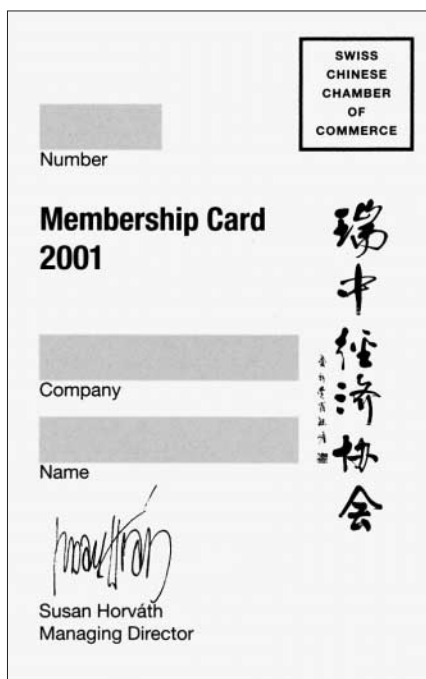 SWISS
CHINESE
CHAMBER
OF
COMMERCE
Number
Membership Card
2001
瑞中经济协会
Company
Name
Susan Horváth
Managing Director